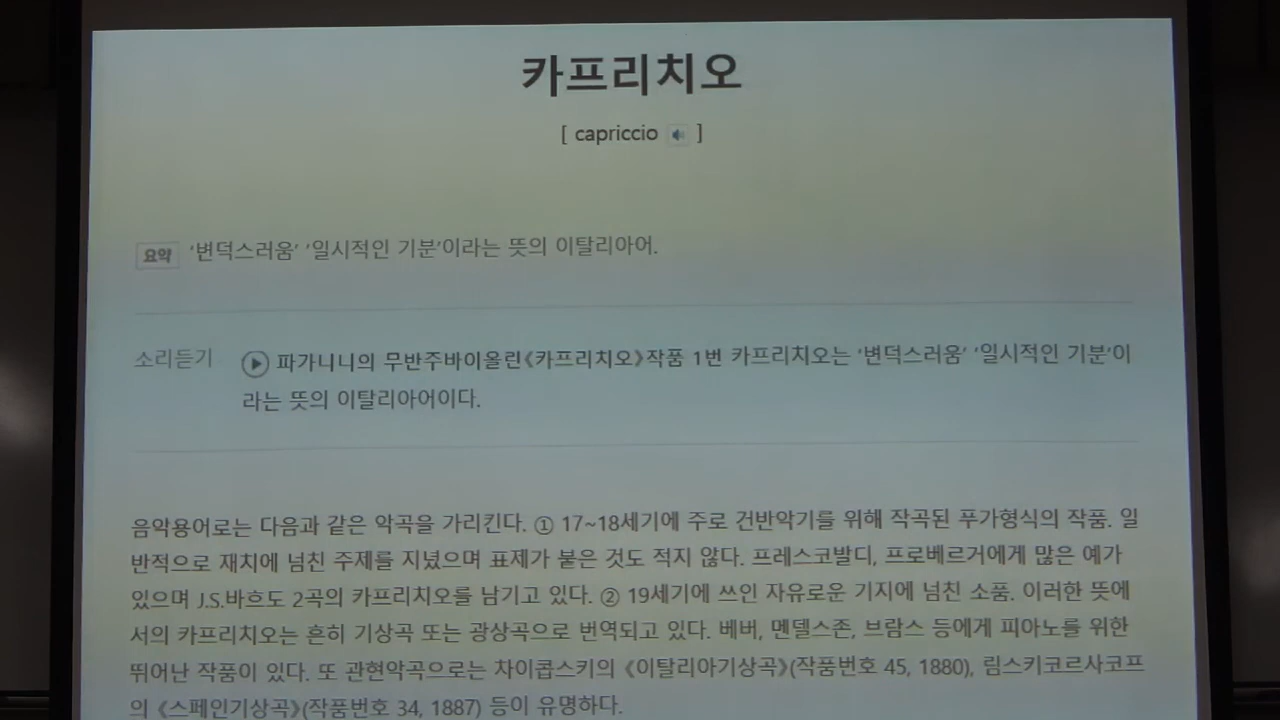 카프리치오
[ capriccio ]
요약 '변덕스러움' '일시적인 기분'이라는 뜻의 이탈리아어.
소리듣기 파가니니의 무반주바이올린《카프리치오》작품 1번 카프리치오는 '변덕스러움' '일시적인 기분'이
라는 뜻의 이탈리아어이다.
음악용어로는 다음과 같은 악곡을 가리킨다. ① 17~18세기에 주로 건반악기를 위해 작곡된 푸가형식의 작품. 일
반적으로 재치에 넘친 주제를 지녔으며 표제가 붙은 것도 적지 않다. 프레스코발디, 프로베르거에게 많은 예가
있으며 J.S.바흐도 2곡의 카프리치오를 남기고 있다. ② 19세기에 쓰인 자유로운 기지에 넘친 소품. 이러한 뜻에
서의 카프리치오는 흔히 기상곡 또는 광상곡으로 번역되고 있다. 베버, 멘델스존, 브람스 등에게 피아노를 위한
뛰어난 작품이 있다. 또 관현악곡으로는 차이콥스키의 《이탈리아기상곡》(작품번호 45, 1880), 림스키코르사코프
의 《스페인기상곡》(작품번호 34, 1887) 등이 유명하다.